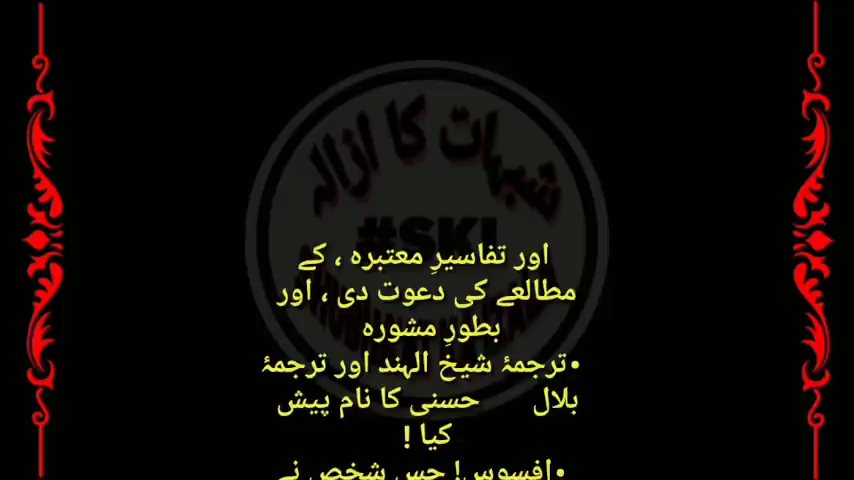 شبہات کا ازالہ
#SKI
اور تفاسیرِ معتبرہ ، کے
مطالعے کی دعوت دی ، اور
بطورِ مشورہ
•ترجمۂ شیخ الہند اور ترجمۂ
بلال حسنی کا نام پیش
کیا !
•افسوس! جس شخص نے